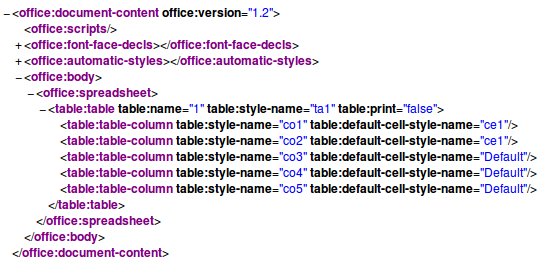 −<office:document-content office:version="1.2">
<office:scripts/>
+<office:font-face-decls></office:font-face-decls>
+<office:automatic-styles></office:automatic-styles>
−<office:body>
−<office:spreadsheet>
−<table:table table:name="1" table:style-name="ta1" table:print="false">
<table:table-column table:style-name="co1" table:default-cell-style-name="ce1"/>
<table:table-column table:style-name="co2" table:default-cell-style-name="ce1"/>
<table:table-column table:style-name="co3" table:default-cell-style-name="Default"/>
<table:table-column table:style-name="co4" table:default-cell-style-name="Default"/>
<table:table-column table:style-name="co5" table:default-cell-style-name="Default"/>
</table:table>
</office:spreadsheet>
</office:body>
</office:document-content>